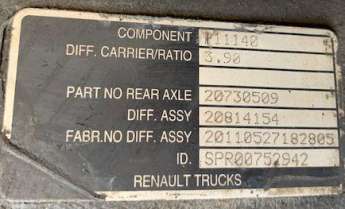 COMPONENT P11140
DIFF. CARRIER/RATIO 3.90
PART NO REAR AXLE 20730509
DIFF. ASSY 20814154
FABR.NO DIFF. ASSY 20110527182805
ID. SPR00752942
RENAULT TRUCKS